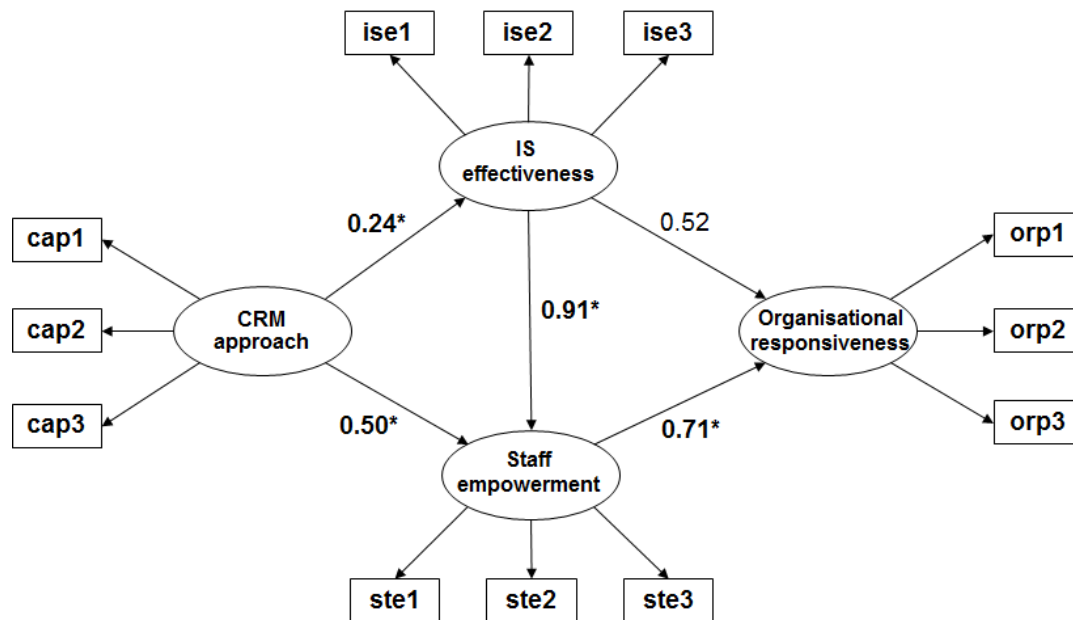 ise1
ise2
ise3
IS
effectiveness
0.24*
0.52
cap1
cap2
cap3
CRM
approach
0.91*
Organisational
responsiveness
orp1
orp2
orp3
0.50*
0.71*
Staff
empowerment
ste1
ste2
ste3